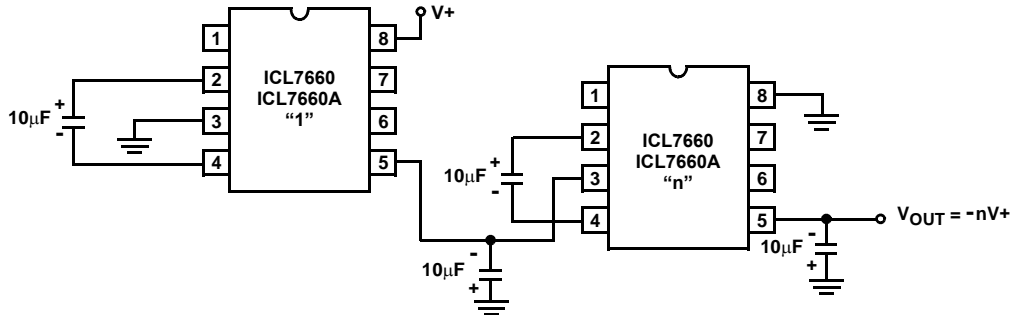 V+
1
8
2
7
3
6
4
5
ICL7660
ICL7660A
“1”
10µF
+
-
1
8
2
7
3
6
4
5
ICL7660
ICL7660A
“n”
10µF
+
-
10µF
-
+
10µF
-
+
VOUT = -nV+